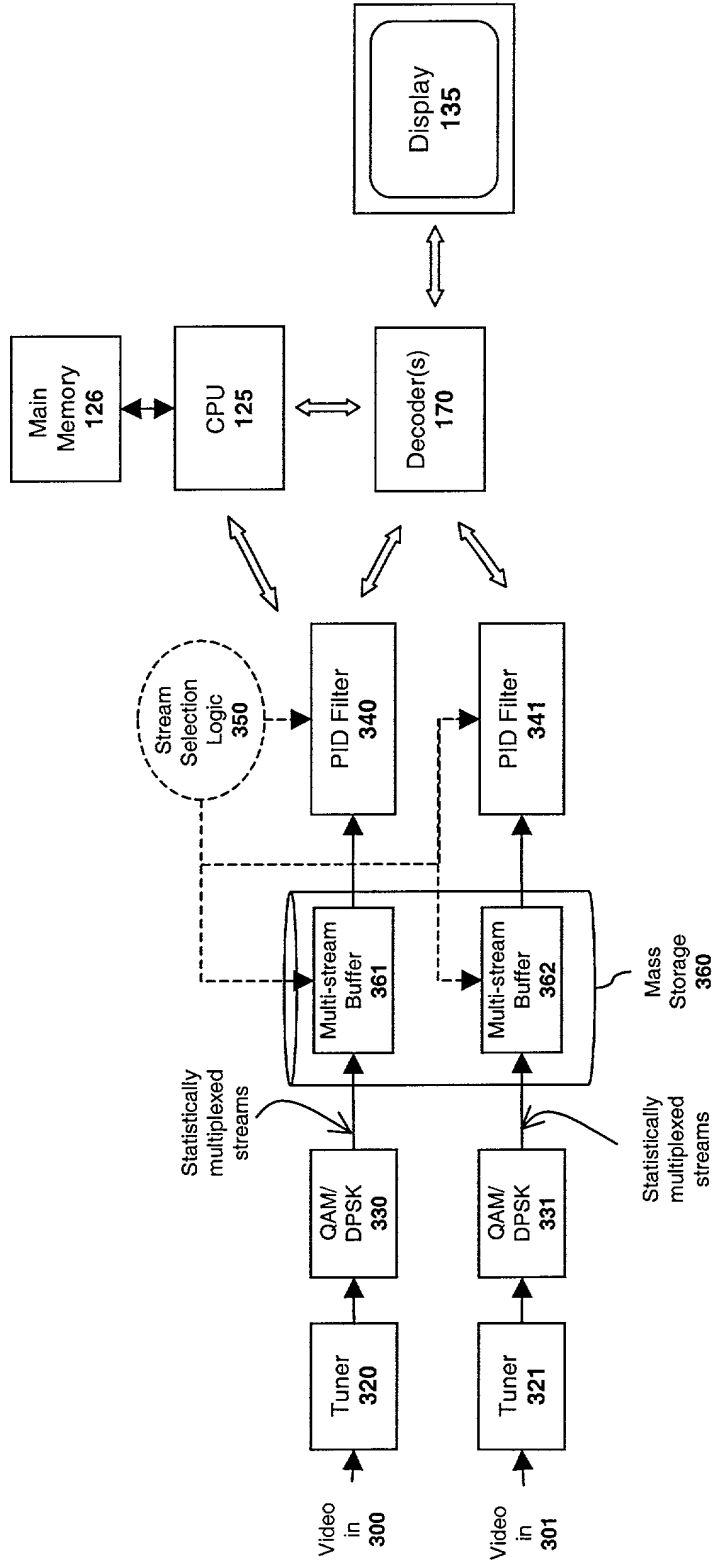 Video
in
300
Tuner
320
QAM/
DPSK
330
Statistically
multiplexed
streams
Multi-stream
Buffer
361
Stream
Selection
Logic
350
PID Filter
340
Main
Memory
126
CPU
125
Decoder(s)
170
Display
135
Video
in
301
Tuner
321
QAM/
DPSK
331
Statistically
multiplexed
streams
Multi-stream
Buffer
362
Mass
Storage
360
PID Filter
341